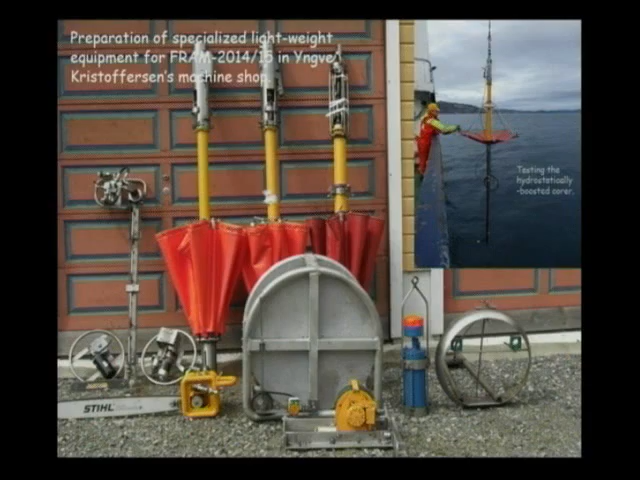 Preparation of specialized light-weight
equipment for FRAM-2014/15 in Yngve
Kristoffersen's machine shop.
Testing the
hydrostatically
-boosted corer.
STIHL